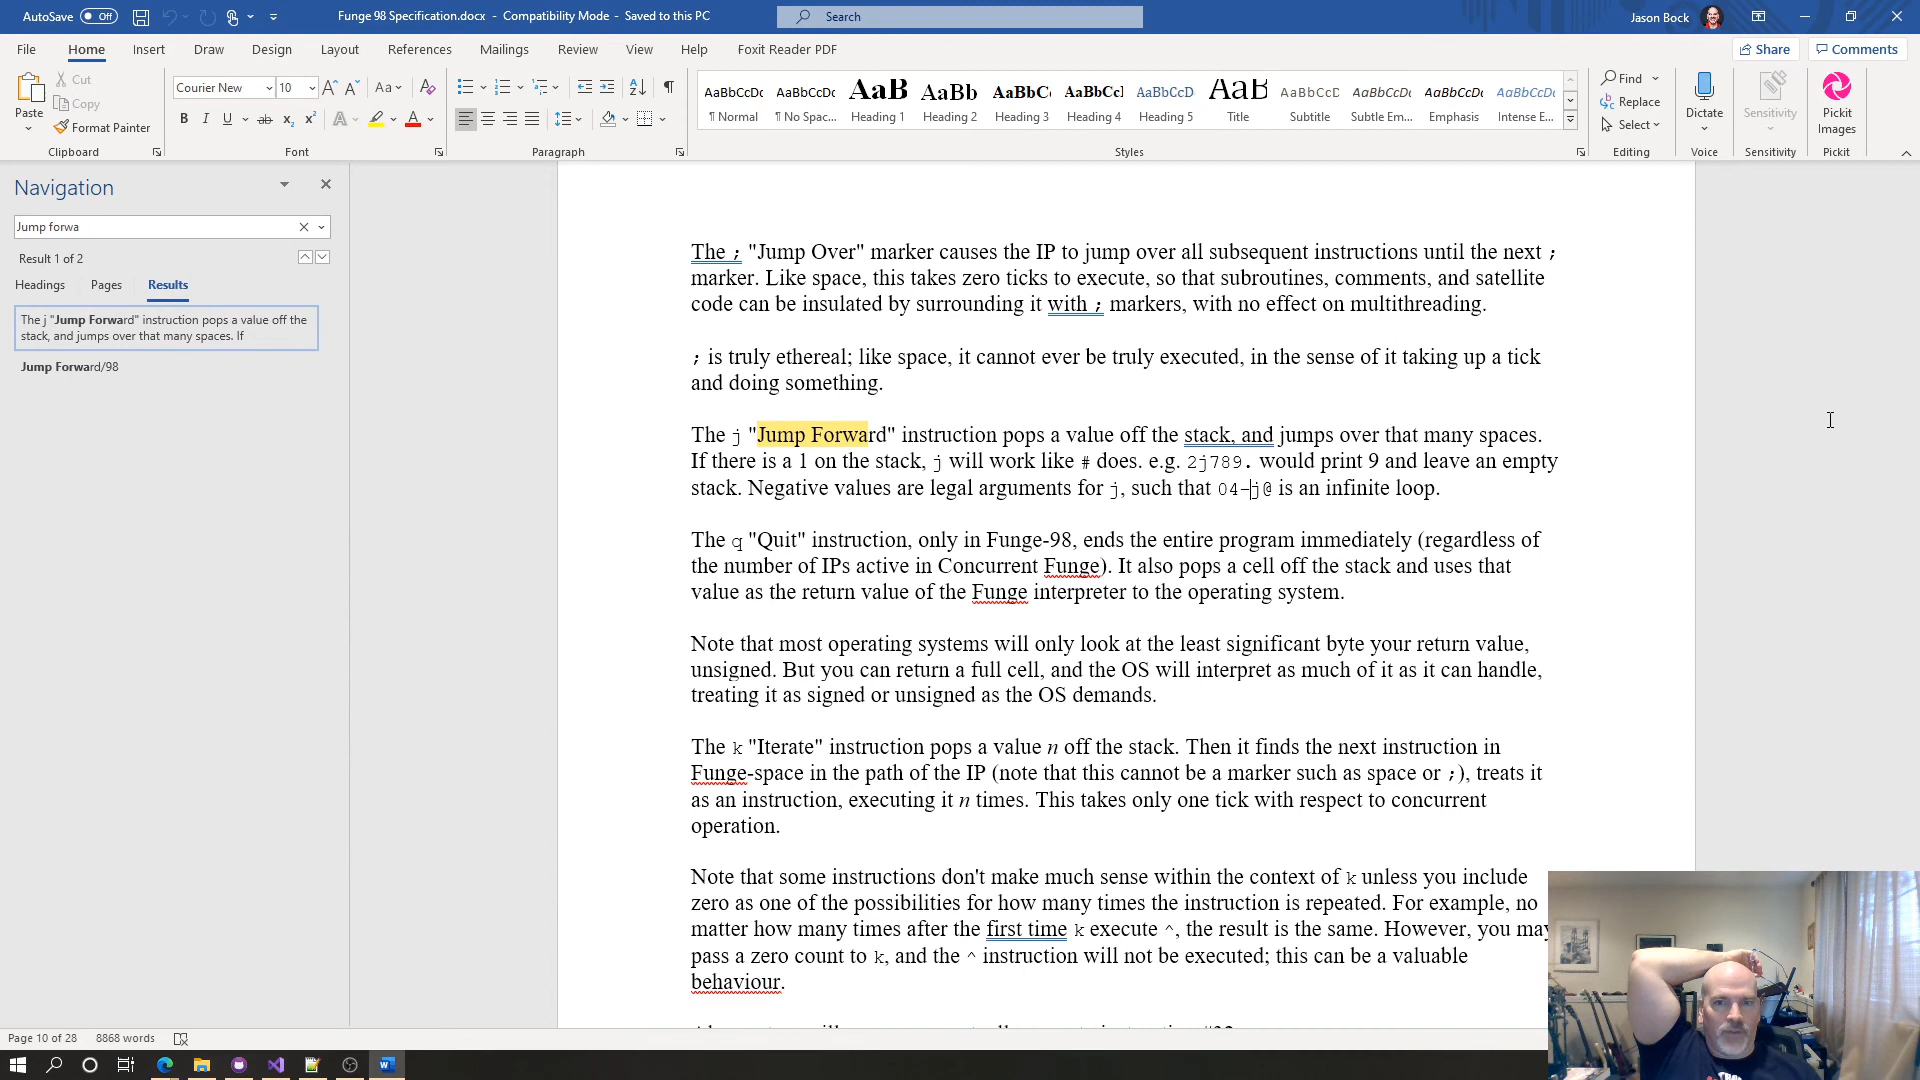 AutoSave Off Funge 98 Specification.docx - Compatibility Mode - Saved to this PC Search Jason Bock
File Home Insert Draw Design Layout References Mailings Review View Help Foxit Reader PDF Share Comments
Paste Cut Copy Format Painter
Clipboard
Courier New 10
Font
Paragraph
AaBbCcDc AaBbCcDc AaB AaBb AaBbC AaBbCcI AaBbCcD AaB AaBbCcD AaBbCcDc AaBbCcDc AaBbCcDc
¶ Normal ¶ No Spac... Heading 1 Heading 2 Heading 3 Heading 4 Heading 5 Title Subtitle Subtle Em... Emphasis Intense E...
Styles
Find Replace Select
Editing
Dictate
Voice
Sensitivity
Sensitivity
Pickit Images
Pickit
Navigation
Jump forwa
Result 1 of 2
Headings Pages Results
The j "Jump Forward" instruction pops a value off the
stack, and jumps over that many spaces. If
Jump Forward/98
The ; "Jump Over" marker causes the IP to jump over all subsequent instructions until the next ;
marker. Like space, this takes zero ticks to execute, so that subroutines, comments, and satellite
code can be insulated by surrounding it with ; markers, with no effect on multithreading.
; is truly ethereal; like space, it cannot ever be truly executed, in the sense of it taking up a tick
and doing something.
The j "Jump Forward" instruction pops a value off the stack, and jumps over that many spaces.
If there is a 1 on the stack, j will work like # does. e.g. 2j789. would print 9 and leave an empty
stack. Negative values are legal arguments for j, such that 04-j@ is an infinite loop.
The q "Quit" instruction, only in Funge-98, ends the entire program immediately (regardless of
the number of IPs active in Concurrent Funge). It also pops a cell off the stack and uses that
value as the return value of the Funge interpreter to the operating system.
Note that most operating systems will only look at the least significant byte your return value,
unsigned. But you can return a full cell, and the OS will interpret as much of it as it can handle,
treating it as signed or unsigned as the OS demands.
The k "Iterate" instruction pops a value n off the stack. Then it finds the next instruction in
Funge-space in the path of the IP (note that this cannot be a marker such as space or ;), treats it
as an instruction, executing it n times. This takes only one tick with respect to concurrent
operation.
Note that some instructions don't make much sense within the context of k unless you include
zero as one of the possibilities for how many times the instruction is repeated. For example, no
matter how many times after the first time k execute ^, the result is the same. However, you may
pass a zero count to k, and the ^ instruction will not be executed; this can be a valuable
behaviour.
Page 10 of 28 8868 words